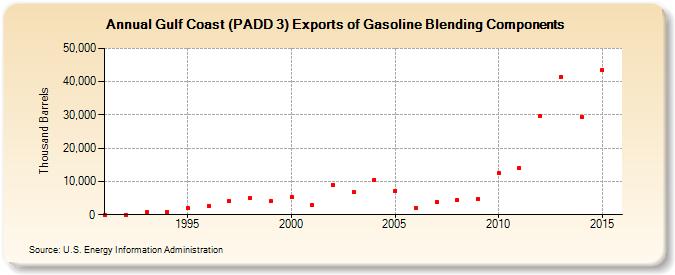 Annual Gulf Coast (PADD 3) Exports of Gasoline Blending Components
Thousand Barrels
50,000
40,000
30,000
20,000
10,000
0
1995 2000 2005 2010 2015
Source: U.S. Energy Information Administration